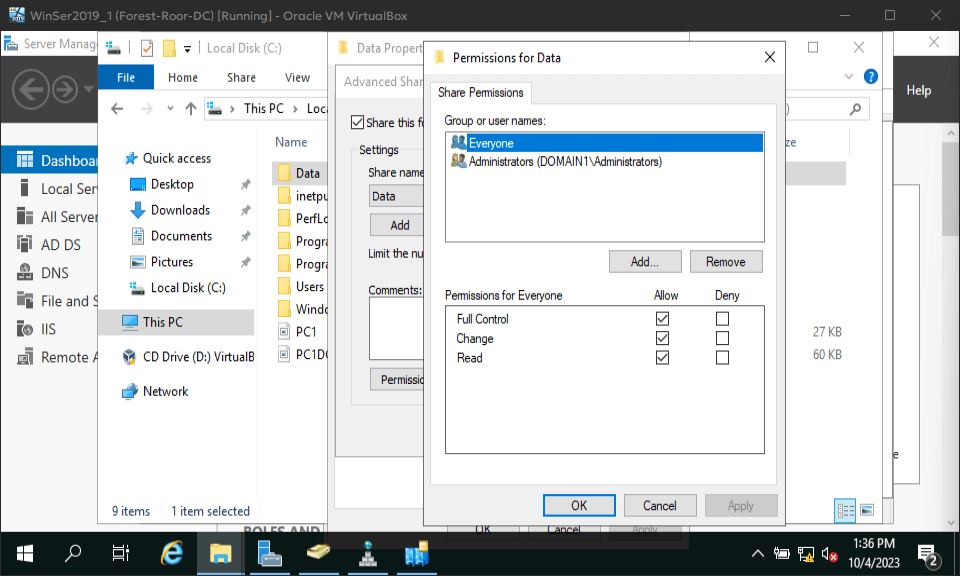 WinSer2019_1 (Forest-Roor-DC) [Running] - Oracle VM VirtualBox
Server Manag
Local Disk (C:)
Data Propert
Permissions for Data
File
Home
Share
View
Advanced Shar
Share Permissions
Help
This PC
Loca
Share this fo
Group or user names:
Everyone
Administrators (DOMAIN1\Administrators)
Name
Settings
Share name
Data
Add
Limit the nu
Comments:
Permissio
Dashboa
Local Ser
All Server
AD DS
DNS
File and S
IIS
Remote A
Quick access
Desktop
Downloads
Documents
Pictures
Local Disk (C:)
This PC
CD Drive (D:) VirtualB
Network
Data
inetpu
PerfLo
Progra
Progra
Users
Windo
PC1
PC1DC
Add...
Remove
Permissions for Everyone
Allow
Deny
Full Control
Change
Read
27 KB
60 KB
OK
Cancel
Apply
9 items
1 item selected
ROLES AND
OK
Cancel
Apply
1:36 PM
10/4/2023
2